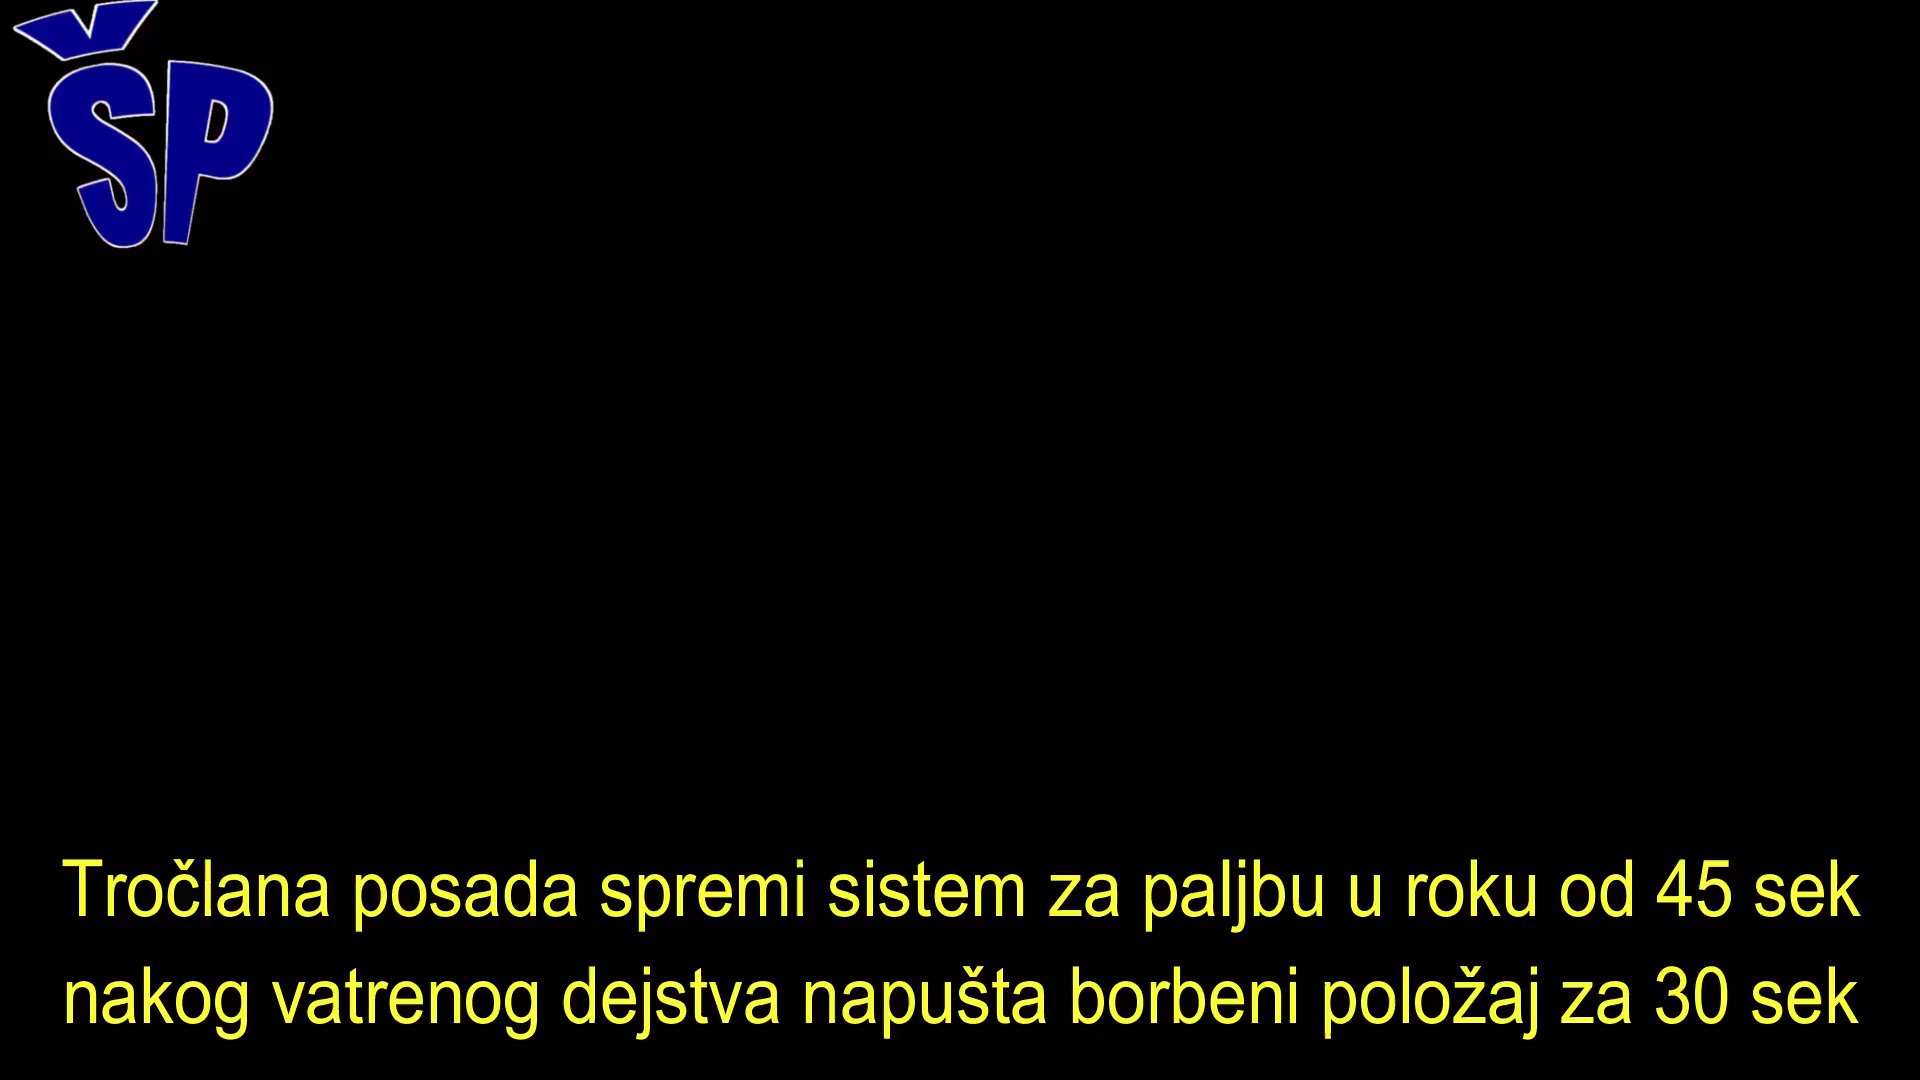 ŠP
Tročlana posada spremi sistem za paljbu u roku od 45 sek
nakog vatrenog dejstva napušta borbeni položaj za 30 sek